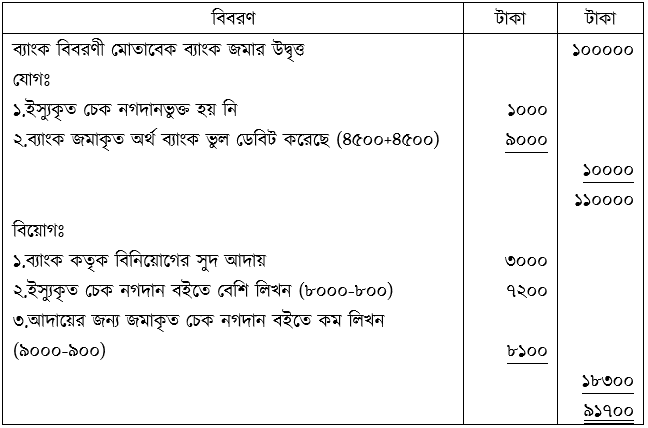 বিবরণ টাকা টাকা
ব্যাংক বিবরণী মোতাবেক ব্যাংক জমার উদ্বৃত্ত ১০০০০০
যোগঃ
১.ইস্যুকৃত চেক নগদানভুক্ত হয় নি ১০০০
২.ব্যাংক জমাকৃত অর্থ ব্যাংক ভুল ডেবিট করেছে (৪৫০০+৪৫০০) ৯০০০
১০০০০
১১০০০০
বিয়োগঃ
১.ব্যাংক কতৃক বিনিয়োগের সুদ আদায় ৩০০০
২.ইস্যুকৃত চেক নগদান বইতে বেশি লিখন (৮০০০-৮০০) ৭২০০
৩.আদায়ের জন্য জমাকৃত চেক নগদান বইতে কম লিখন
(৯০০০-৯০০) ৮১০০
১৮৩০০
৯১৭০০